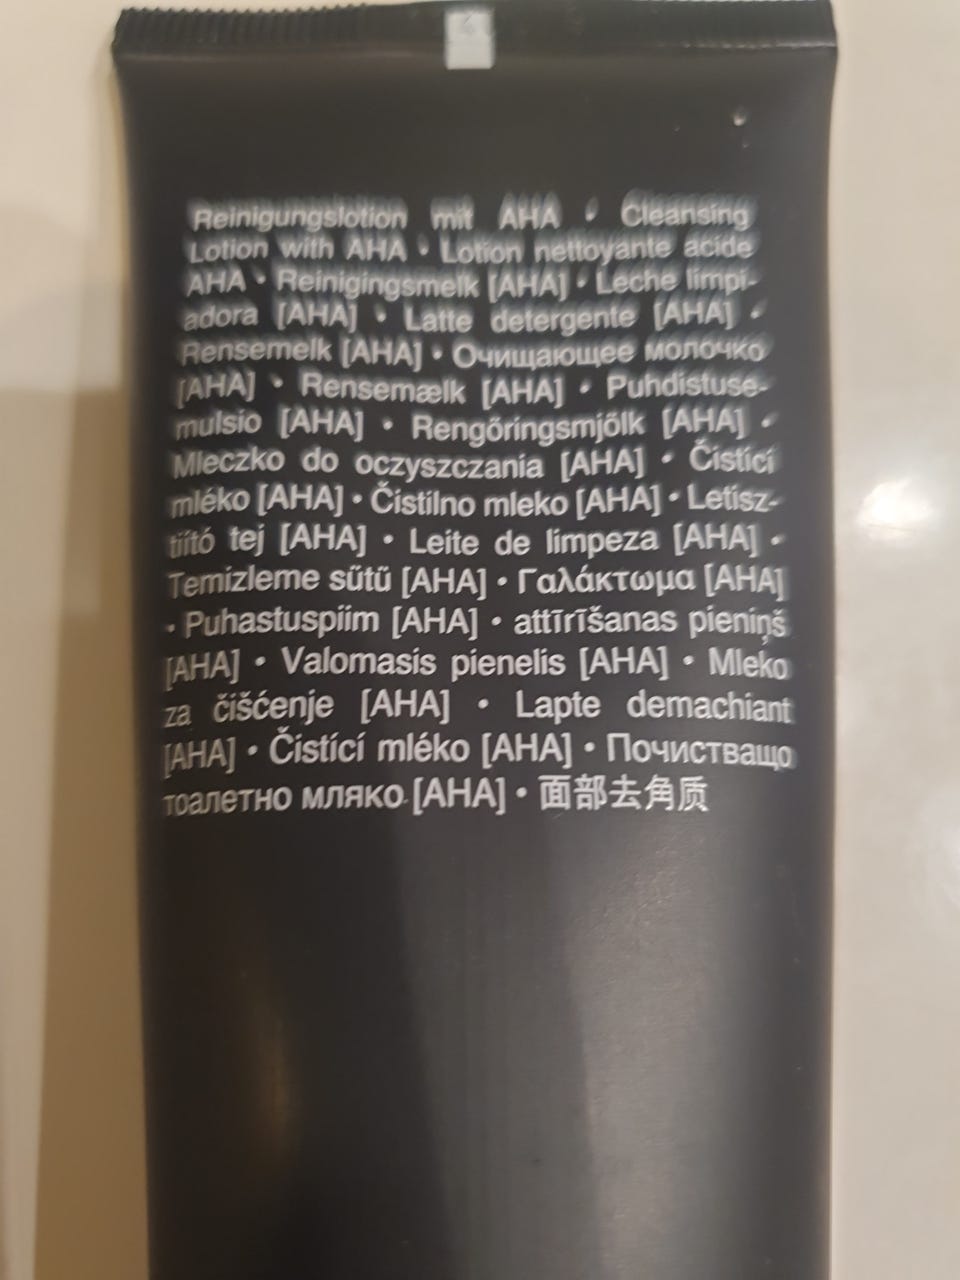 Reinigungslotion mit AHA • Cleansing
Lotion with AHA • Lotion nettoyante acide
AHA • Reinigingsmelk [AHA] • Leche limpi-
adora [AHA] • Latte detergente [AHA] •
Rensemelk [AHA] • Очищающее молочко
[AHA] • Rensemælk [AHA] • Puhdistuse-
mulsio [AHA] • Rengöringsmjölk [AHA] •
Mleczko do oczyszczania [AHA] • Čistící
mléko [AHA] • Čistilno mleko [AHA] • Letisz-
títító tej [AHA] • Leite de limpeza [AHA] •
Temizleme sűtű [AHA] • Γαλάκτωμα [AHA]
• Puhastuspiim [AHA] • attīrīšanas pieniņš
[AHA] • Valomasis pienelis [AHA] • Mleko
za čišćenje [AHA] • Lapte demachiant
[AHA] • Čistící mléko [AHA] • Почистващо
тоалетно мляко [AHA] • 面部去角质